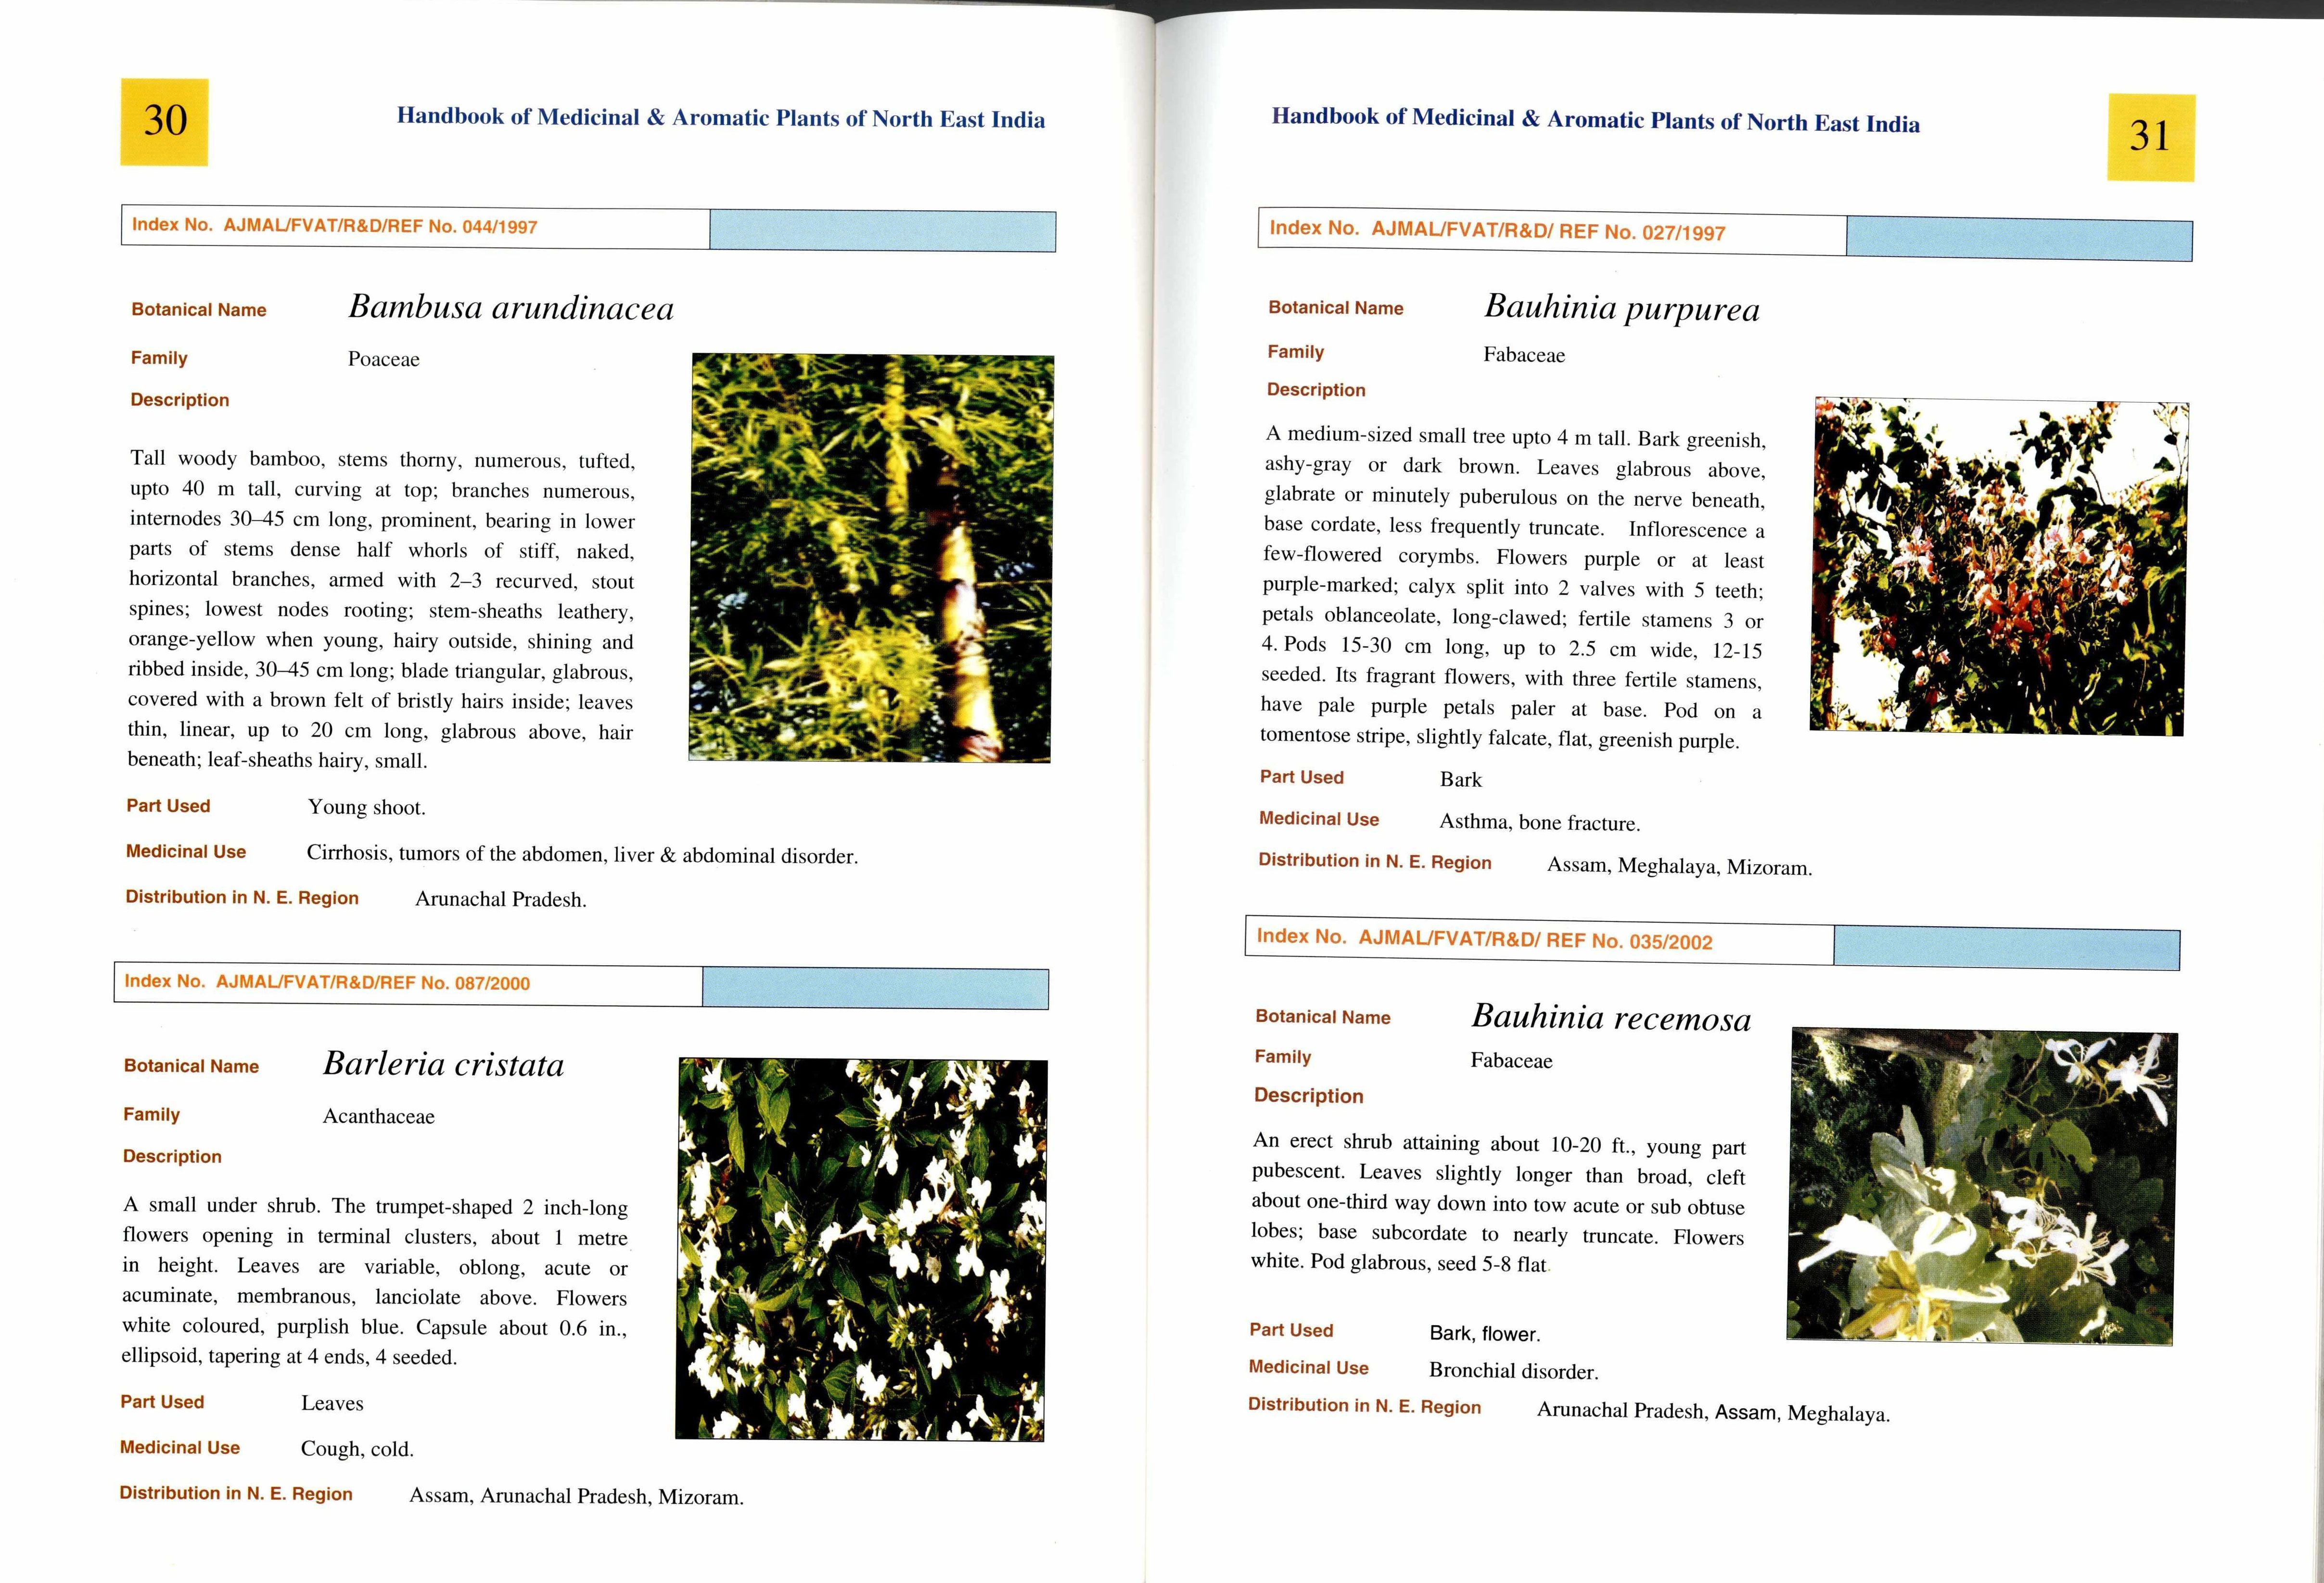 30
Handbook of Medicinal & Aromatic Plants of North East India
Index No. AJMAL/FVAT/R&D/REF No. 044/1997
Botanical Name Bambusa arundinacea
Family Poaceae
Description
Tall woody bamboo, stems thorny, numerous, tufted,
upto 40 m tall, curving at top; branches numerous,
internodes 30–45 cm long, prominent, bearing in lower
parts of stems dense half whorls of stiff, naked,
horizontal branches, armed with 2–3 recurved, stout
spines; lowest nodes rooting; stem-sheaths leathery,
orange-yellow when young, hairy outside, shining and
ribbed inside, 30–45 cm long; blade triangular, glabrous,
covered with a brown felt of bristly hairs inside; leaves
thin, linear, up to 20 cm long, glabrous above, hair
beneath; leaf-sheaths hairy, small.
Part Used Young shoot.
Medicinal Use Cirrhosis, tumors of the abdomen, liver & abdominal disorder.
Distribution in N. E. Region Arunachal Pradesh.
Index No. AJMAL/FVAT/R&D/REF No. 087/2000
Botanical Name Barleria cristata
Family Acanthaceae
Description
A small under shrub. The trumpet-shaped 2 inch-long
flowers opening in terminal clusters, about 1 metre
in height. Leaves are variable, oblong, acute or
acuminate, membranous, lanciolate above. Flowers
white coloured, purplish blue. Capsule about 0.6 in.,
ellipsoid, tapering at 4 ends, 4 seeded.
Part Used Leaves
Medicinal Use Cough, cold.
Distribution in N. E. Region Assam, Arunachal Pradesh, Mizoram.
Handbook of Medicinal & Aromatic Plants of North East India
31
Index No. AJMAL/FVAT/R&D/ REF No. 027/1997
Botanical Name Bauhinia purpurea
Family Fabaceae
Description
A medium-sized small tree upto 4 m tall. Bark greenish,
ashy-gray or dark brown. Leaves glabrous above,
glabrate or minutely puberulous on the nerve beneath,
base cordate, less frequently truncate. Inflorescence a
few-flowered corymbs. Flowers purple or at least
purple-marked; calyx split into 2 valves with 5 teeth;
petals oblanceolate, long-clawed; fertile stamens 3 or
4. Pods 15-30 cm long, up to 2.5 cm wide, 12-15
seeded. Its fragrant flowers, with three fertile stamens,
have pale purple petals paler at base. Pod on a
tomentose stripe, slightly falcate, flat, greenish purple.
Part Used Bark
Medicinal Use Asthma, bone fracture.
Distribution in N. E. Region Assam, Meghalaya, Mizoram.
Index No. AJMAL/FVAT/R&D/ REF No. 035/2002
Botanical Name Bauhinia recemosa
Family Fabaceae
Description
An erect shrub attaining about 10-20 ft., young part
pubescent. Leaves slightly longer than broad, cleft
about one-third way down into tow acute or sub obtuse
lobes; base subcordate to nearly truncate. Flowers
white. Pod glabrous, seed 5-8 flat.
Part Used Bark, flower.
Medicinal Use Bronchial disorder.
Distribution in N. E. Region Arunachal Pradesh, Assam, Meghalaya.